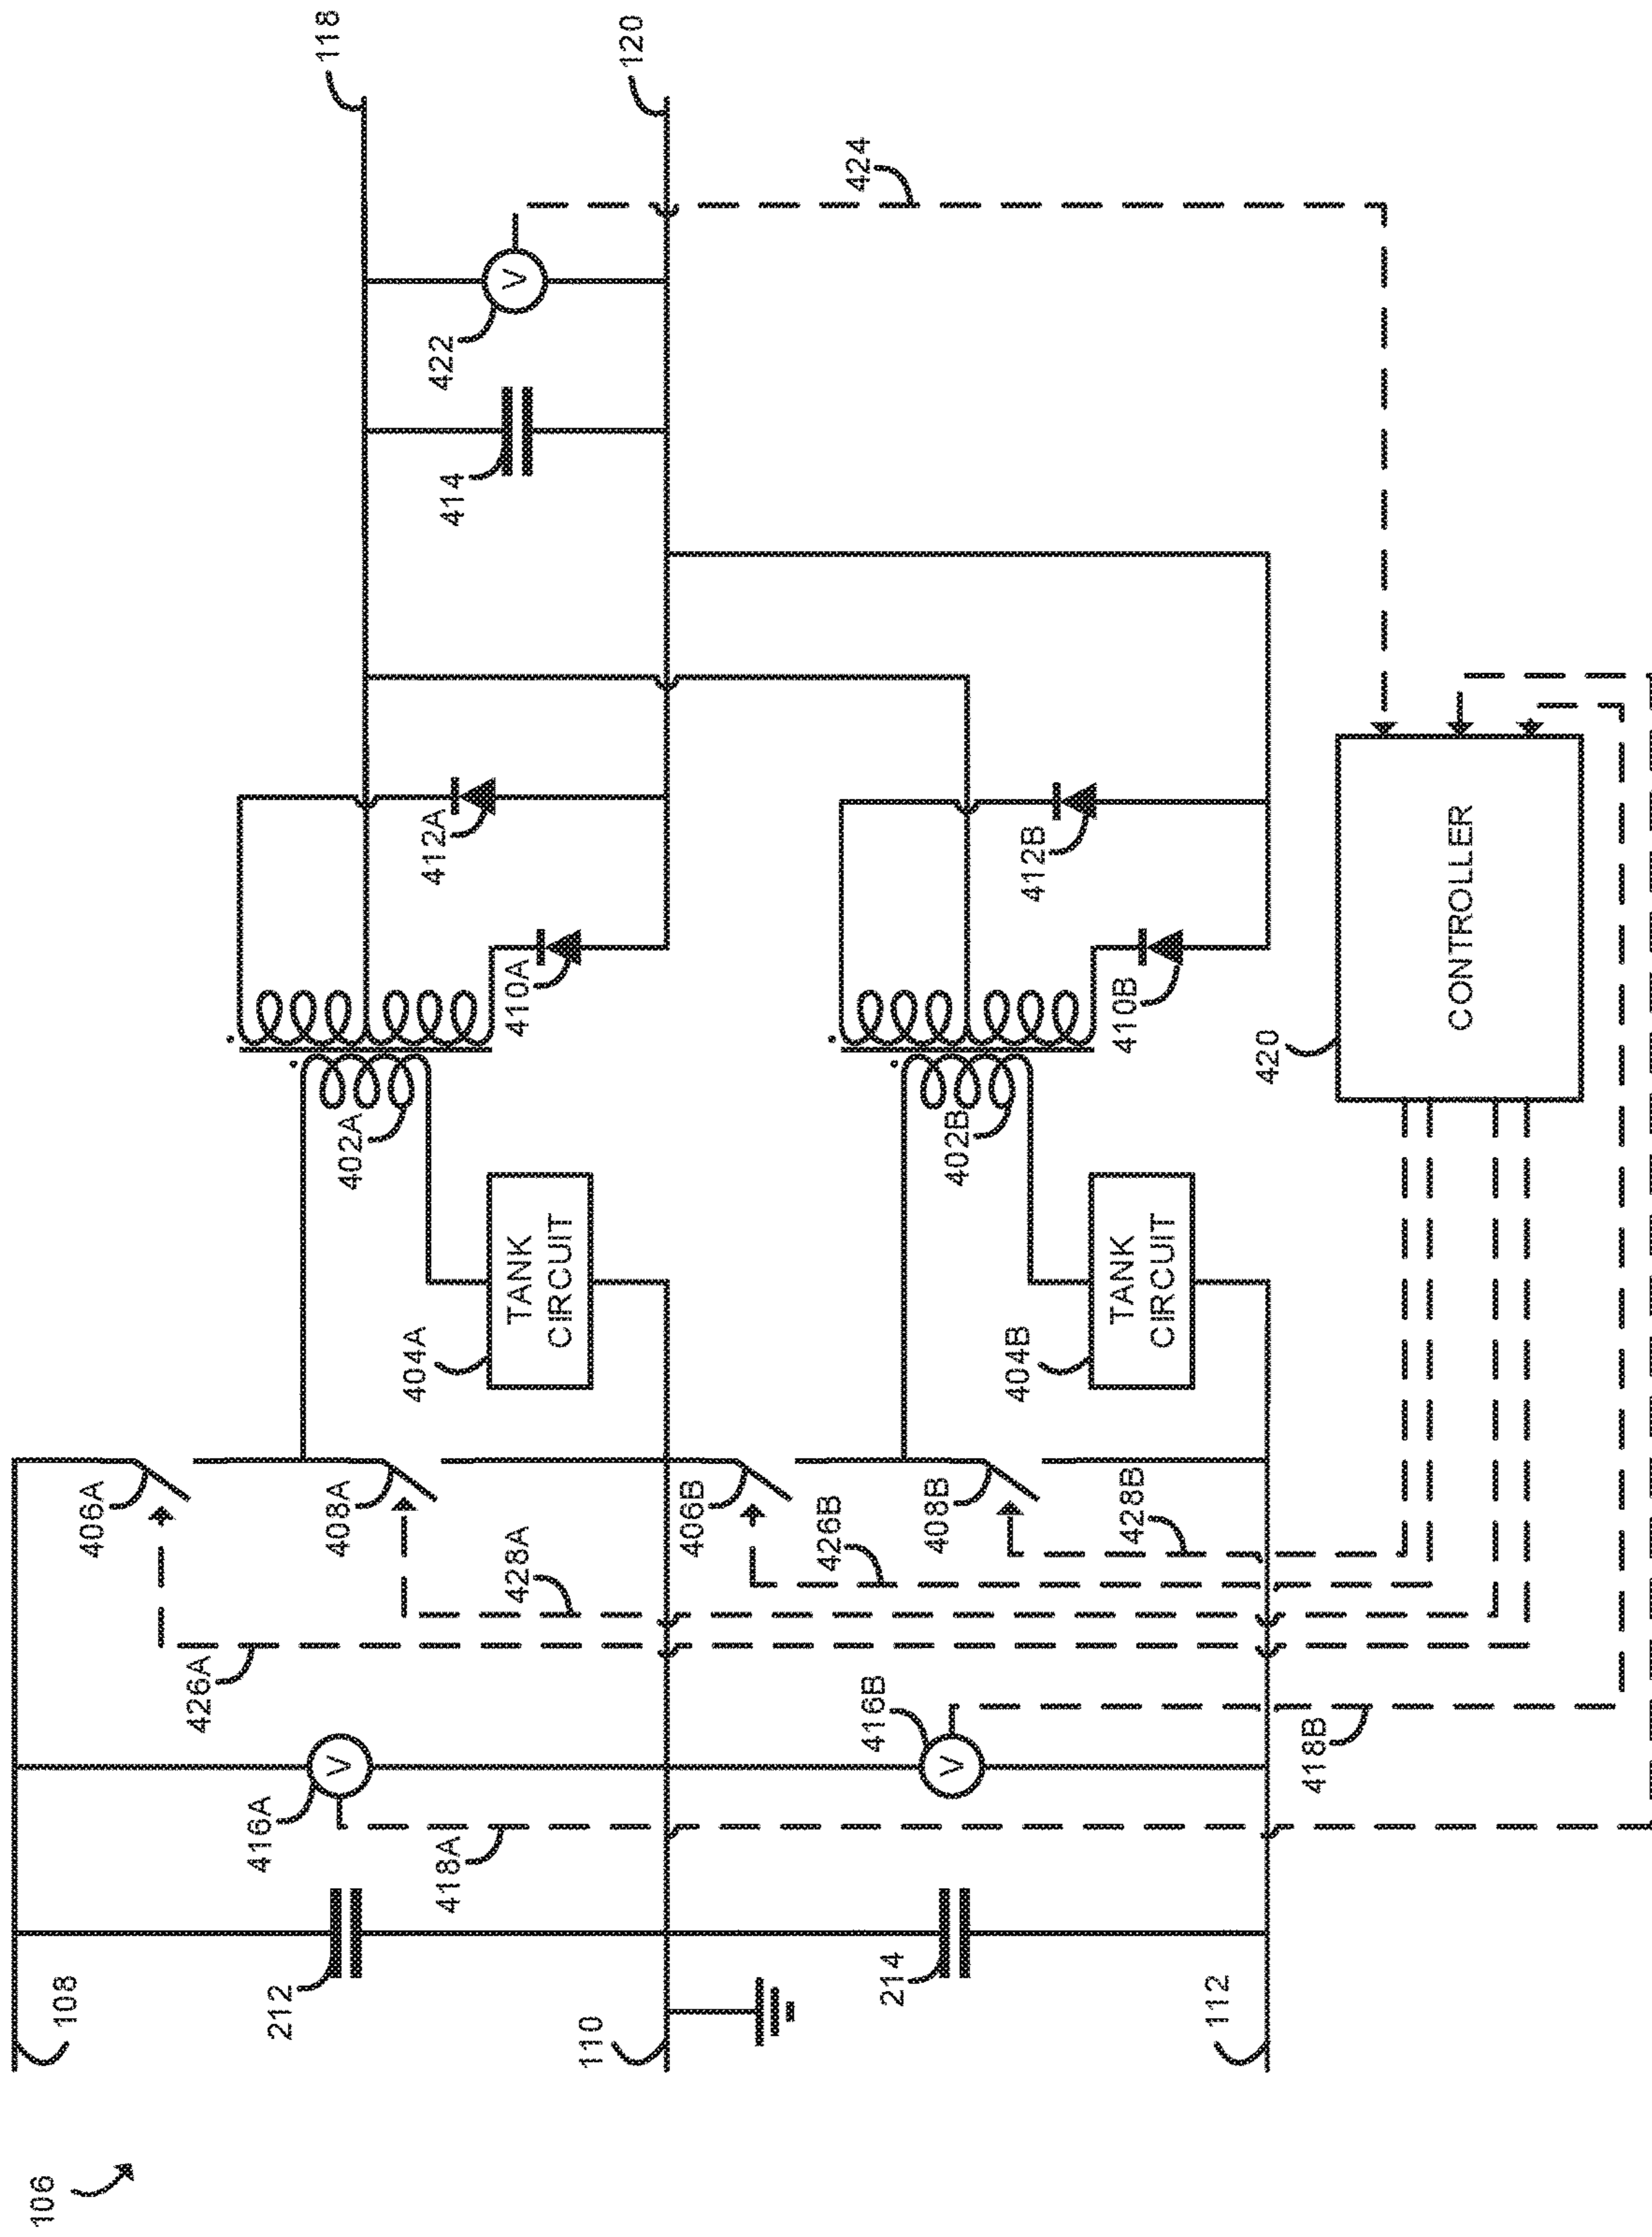 106
108
110
112
212
214
416A
V
418A
416B
V
418B
426A
428A
426B
428B
406A
408A
406B
408B
404A
TANK
CIRCUIT
404B
TANK
CIRCUIT
402A
402B
410A
412A
410B
412B
420
CONTROLLER
414
422
V
424
118
120